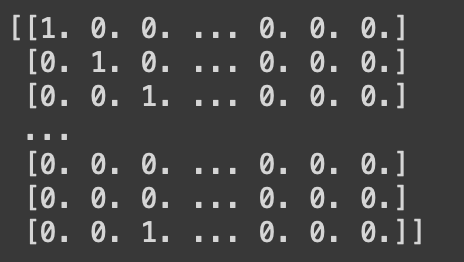 [[1. 0. 0. ... 0. 0. 0.]
[0. 1. 0. ... 0. 0. 0.]
[0. 0. 1. ... 0. 0. 0.]
...
[0. 0. 0. ... 0. 0. 0.]
[0. 0. 0. ... 0. 0. 0.]
[0. 0. 1. ... 0. 0. 0.]]